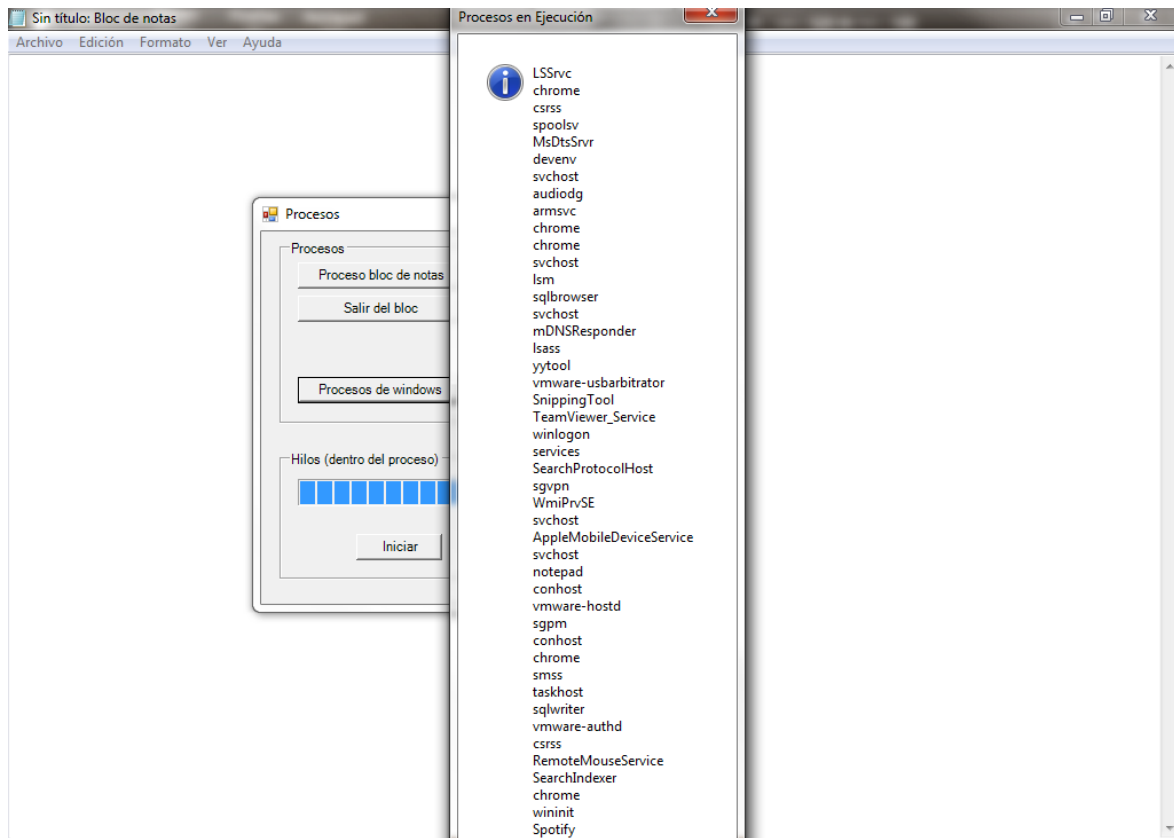 Sin título: Bloc de notas
Archivo Edición Formato Ver Ayuda
Procesos
Procesos
Proceso bloc de notas
Salir del bloc
Procesos de windows
Hilos (dentro del proceso)
Iniciar
Procesos en Ejecución
LSSrvc
chrome
csrss
spoolsv
MsDtsSrvr
devenv
svchost
audiodg
armsvc
chrome
chrome
svchost
lsm
sqlbrowser
svchost
mDNSResponder
lsass
yytool
vmware-usbarbitrator
SnippingTool
TeamViewer_Service
winlogon
services
SearchProtocolHost
sgvpn
WmiPrvSE
svchost
AppleMobileDeviceService
svchost
notepad
conhost
vmware-hostd
sgpm
conhost
chrome
smss
taskhost
sqlwriter
vmware-authd
csrss
RemoteMouseService
SearchIndexer
chrome
wininit
Spotify